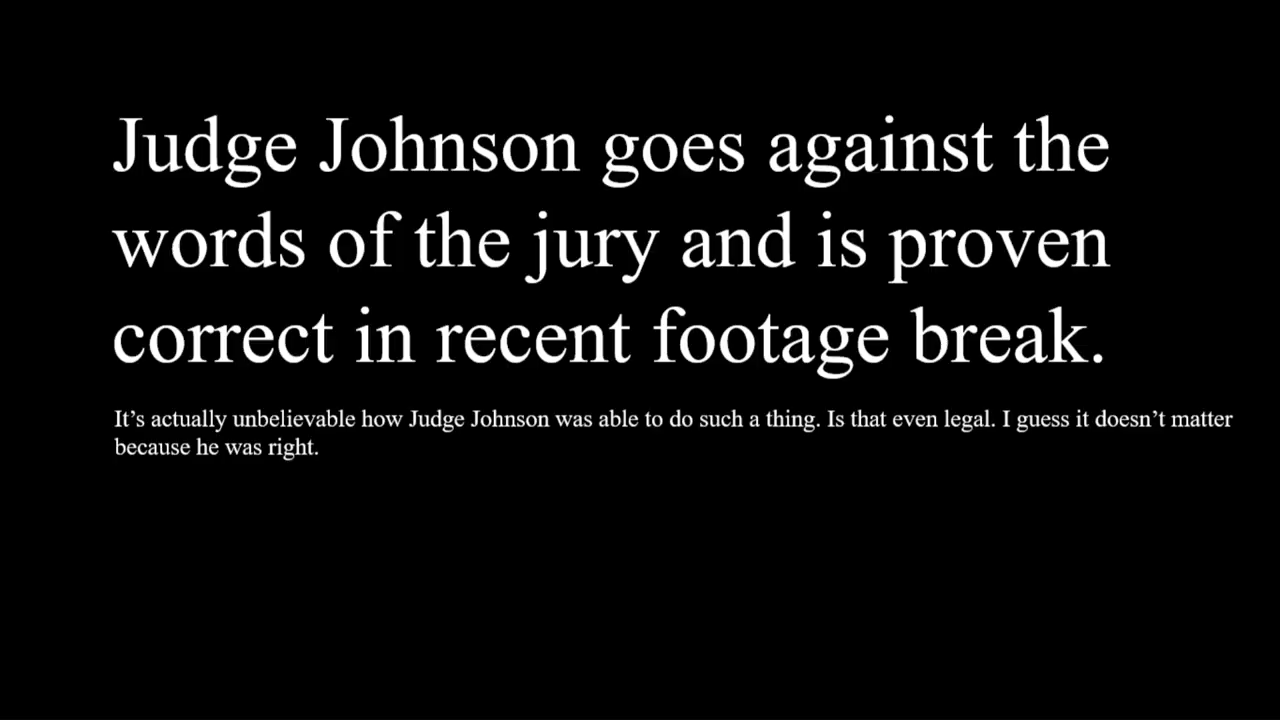 Judge Johnson goes against the
words of the jury and is proven
correct in recent footage break.
It’s actually unbelievable how Judge Johnson was able to do such a thing. Is that even legal. I guess it doesn’t matter
because he was right.